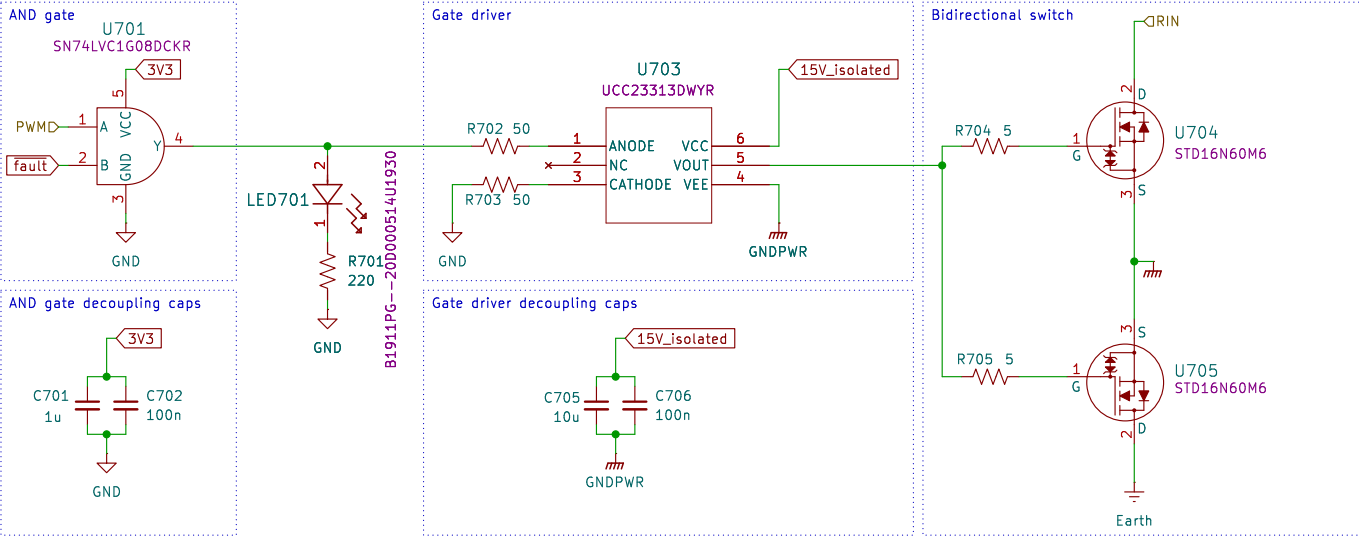 AND gate
U701
SN74LVC1G08DCKR
3V3
5
VCC
PWM
1
A
fault
2
B
Y
4
GND
3
GND
2
LED701
1
B1911PG--20D000514U1930
R701
220
GND
Gate driver
U703
UCC23313DWYR
15V_isolated
R702 50
1
ANODE
2
NC
3
CATHODE
R703 50
GND
VCC
6
VOUT
5
VEE
4
GNDPWR
Bidirectional switch
RIN
2
D
R704 5
1
G
U704
STD16N60M6
3
S
3
S
R705 5
1
G
U705
STD16N60M6
2
D
Earth
AND gate decoupling caps
3V3
C701
1u
C702
100n
GND
Gate driver decoupling caps
15V_isolated
C705
10u
C706
100n
GNDPWR